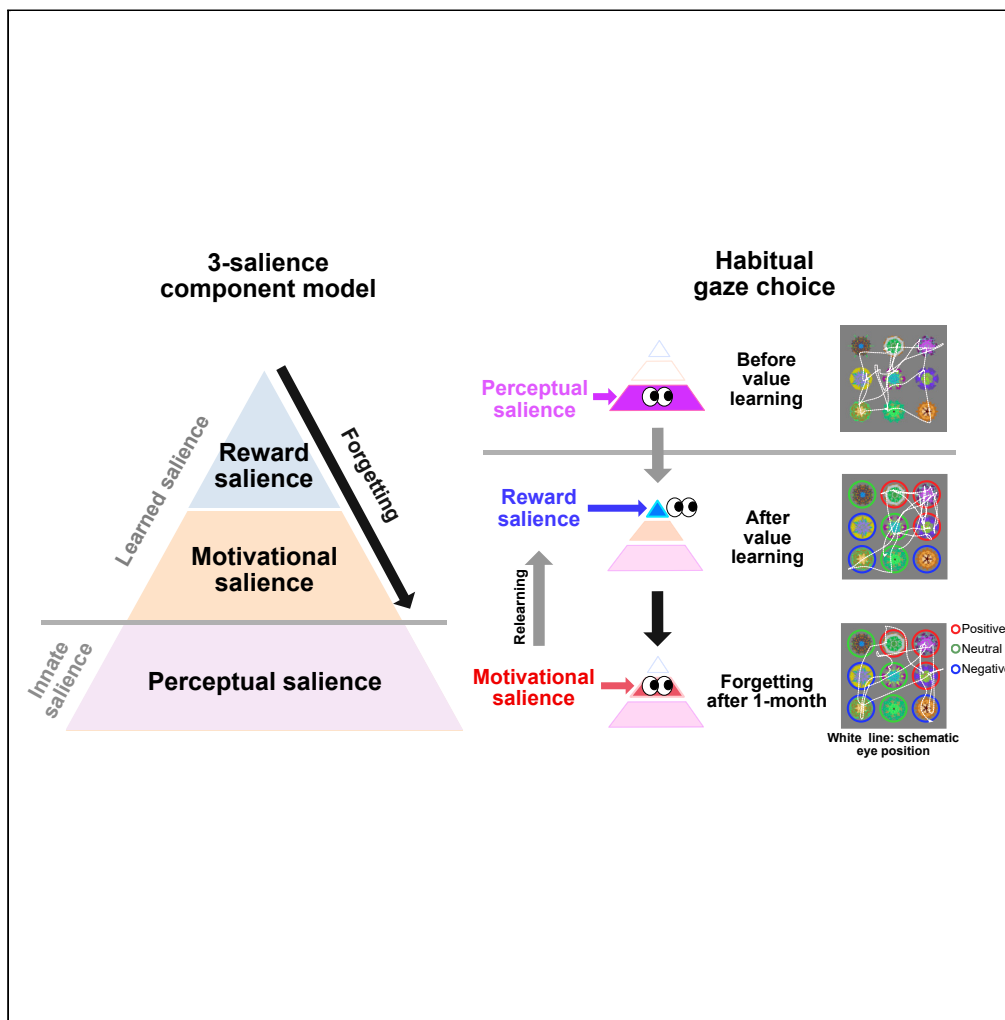 3-salience
component model
Reward
salience
Motivational
salience
Perceptual salience
Learned salience
Innate
salience
Forgetting
Habitual
gaze choice
Perceptual
salience
Before
value
learning
Reward
salience
After
value
learning
Relearning
Motivational
salience
Forgetting
after 1-month
Positive
Neutral
Negative
White line: schematic
eye position